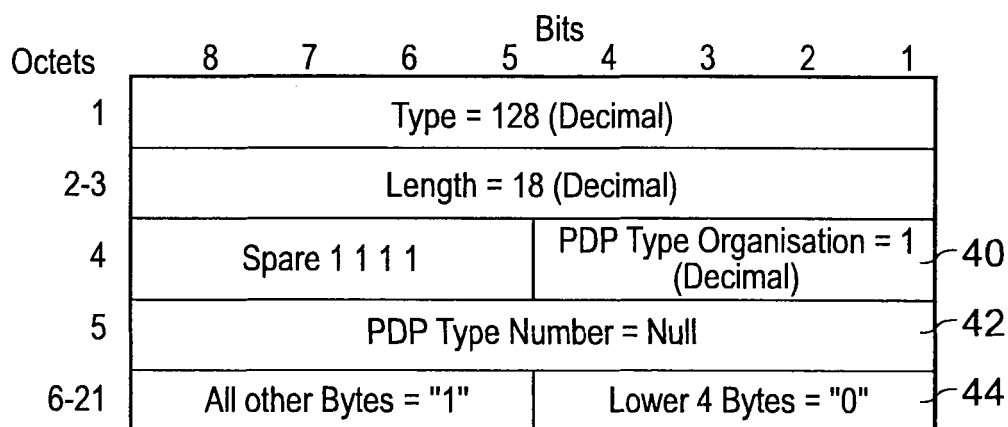 Bits
Octets 8 7 6 5 4 3 2 1
1 Type = 128 (Decimal)
2-3 Length = 18 (Decimal)
4 Spare 1 1 1 1 PDP Type Organisation = 1 (Decimal) 40
5 PDP Type Number = Null 42
6-21 All other Bytes = "1" Lower 4 Bytes = "0" 44